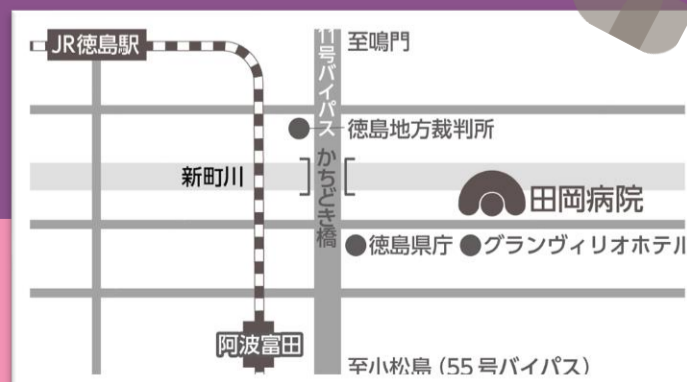 JR徳島駅
11号バイパス
至鳴門
徳島地方裁判所
かちどき橋
新町川
田岡病院
徳島県庁
グランヴィリオホテル
阿波富田
至小松島(55号バイパス)